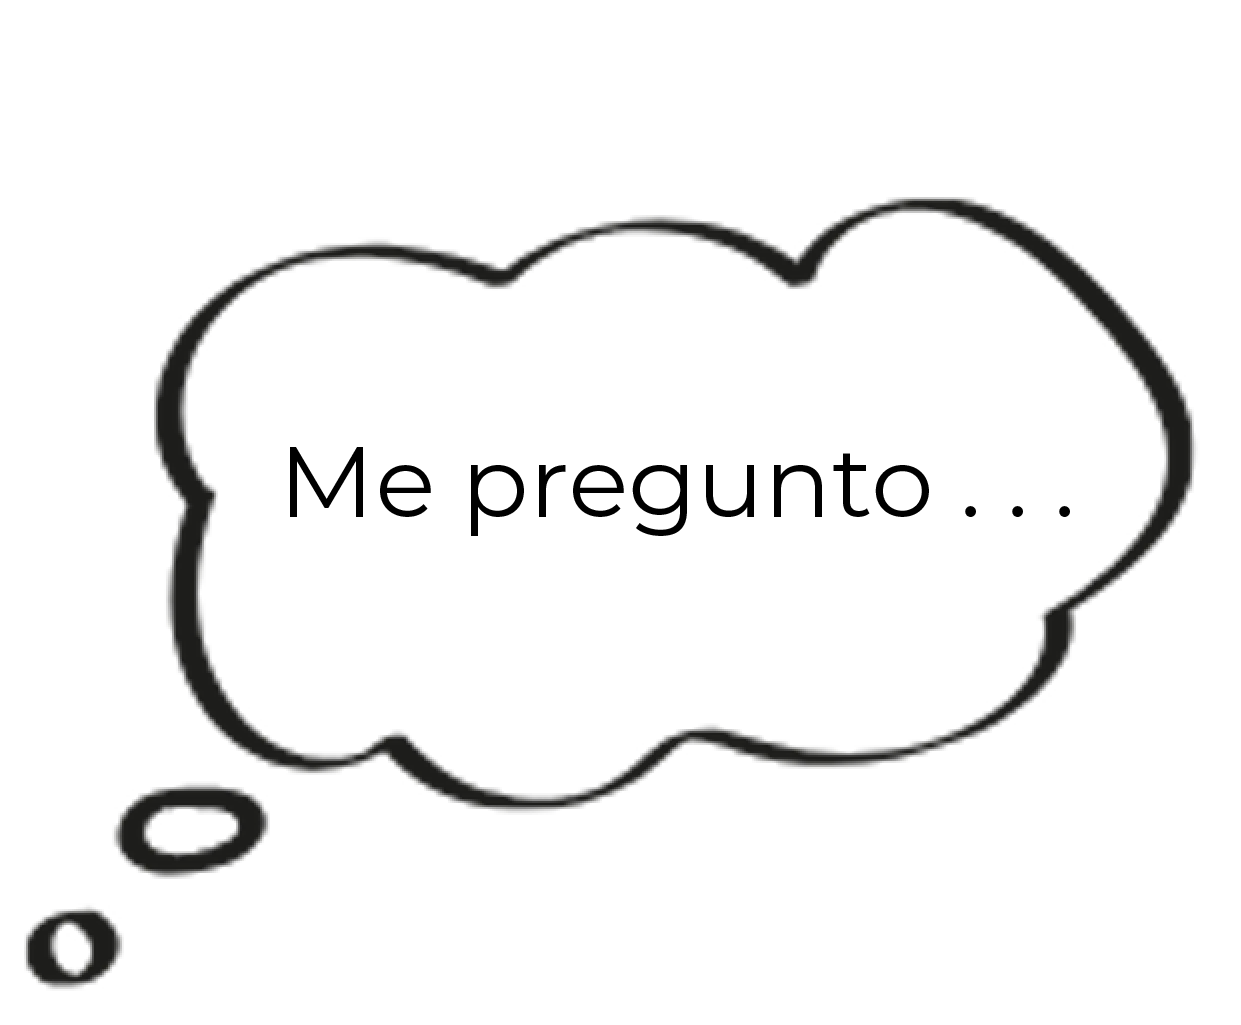 Me pregunto . . .